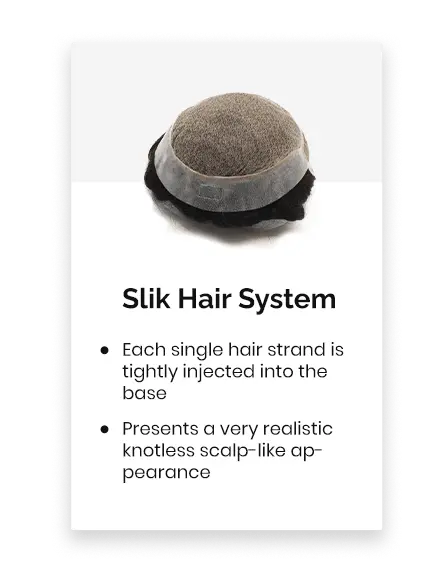 Slik Hair System
● Each single hair strand is
tightly injected into the
base
● Presents a very realistic
knotless scalp-like ap-
pearance